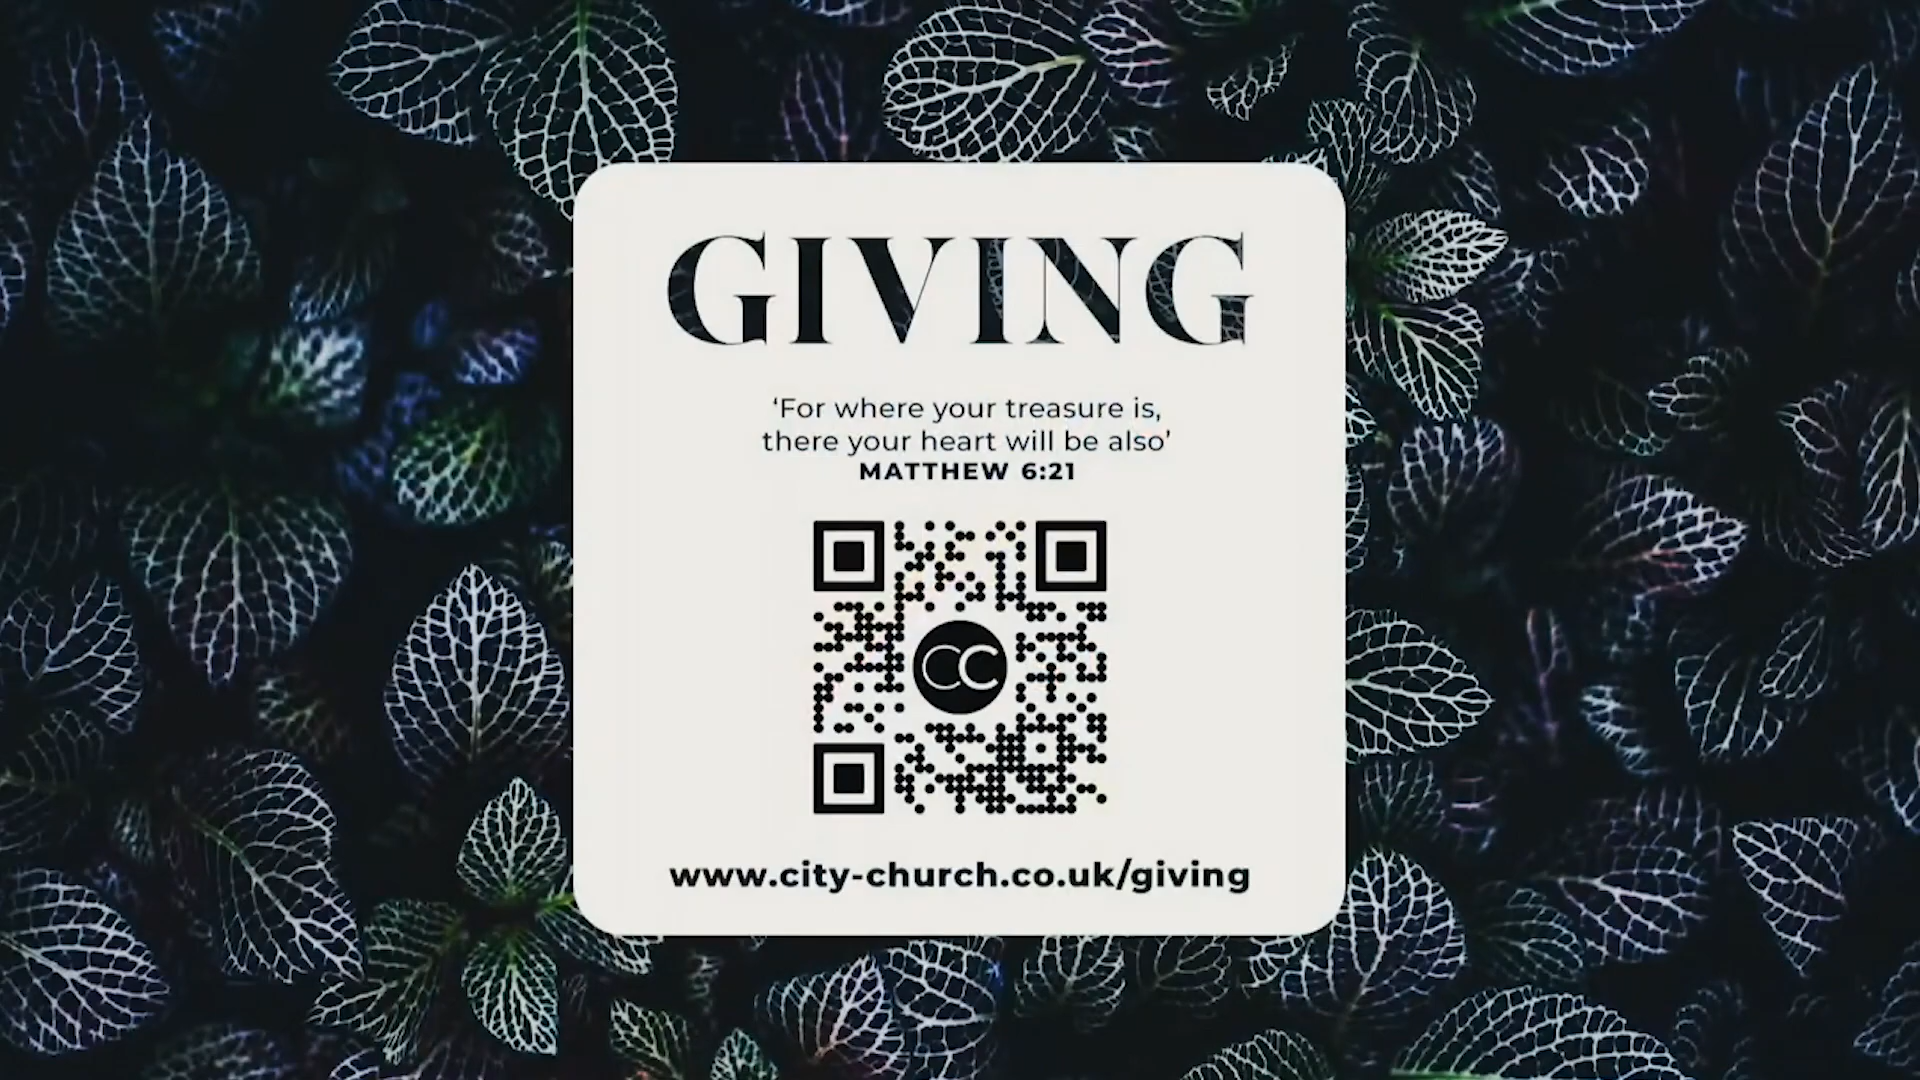 GIVING
‘For where your treasure is,
there your heart will be also’
MATTHEW 6:21
CC
www.city-church.co.uk/giving